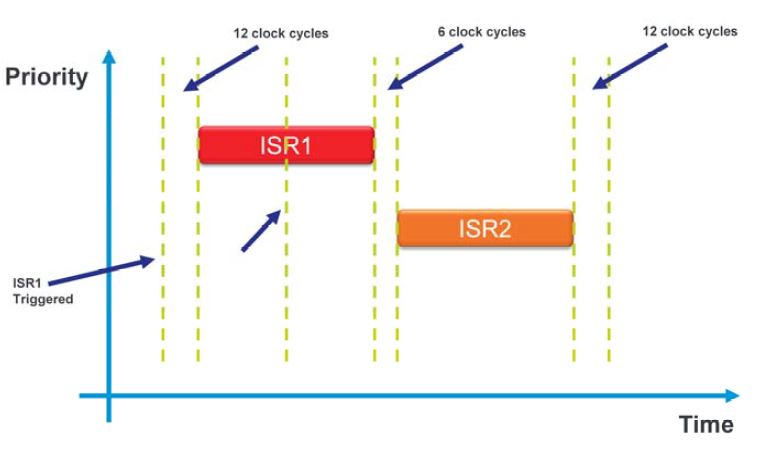 12 clock cycles
6 clock cycles
12 clock cycles
Priority
ISR1
ISR2
ISR1
Triggered
Time